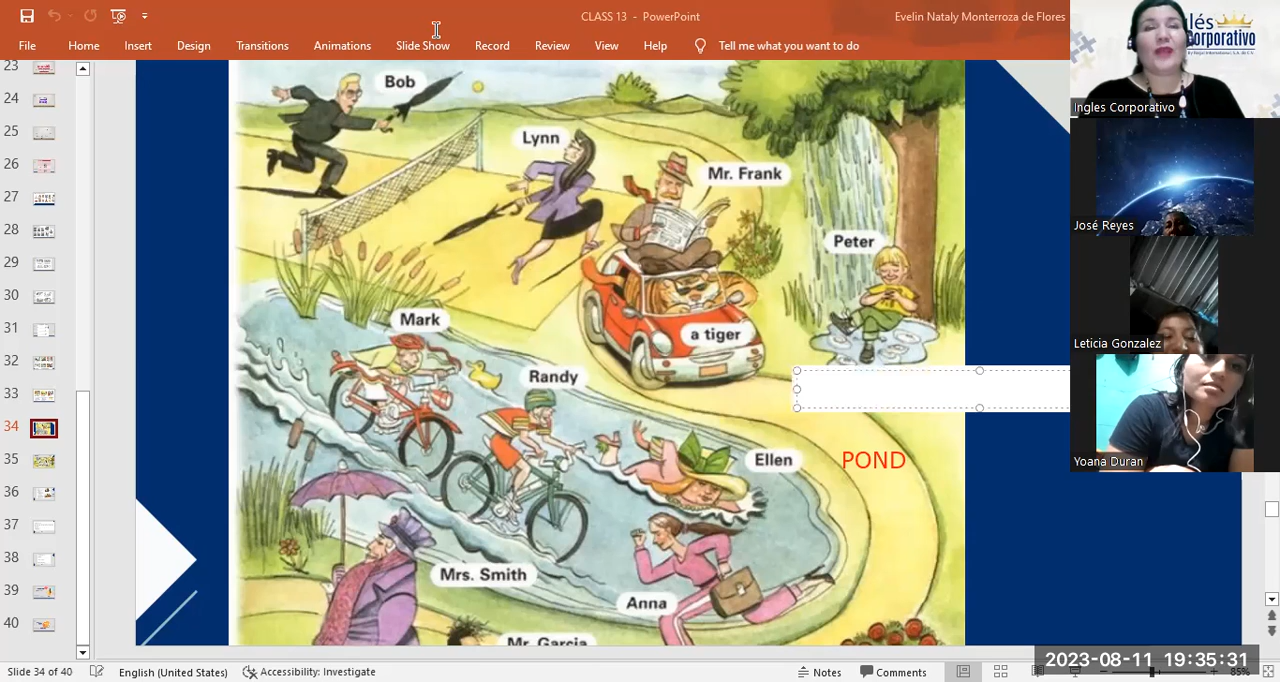 CLASS 13 - PowerPoint
Evelin Nataly Monterroza de Flores
File Home Insert Design Transitions Animations Slide Show Record Review View Help Tell me what you want to do
23
24
25
26
27
28
29
30
31
32
33
34
35
36
37
38
39
40
Bob
Lynn
Mr. Frank
Peter
a tiger
Mark
Randy
Ellen
POND
Mrs. Smith
Anna
Mr. Garcia
Ingles Corporativo
José Reyes
Leticia Gonzalez
Yoana Duran
2023-08-11 19:35:31
Slide 34 of 40 English (United States) Accessibility: Investigate Notes Comments 85%